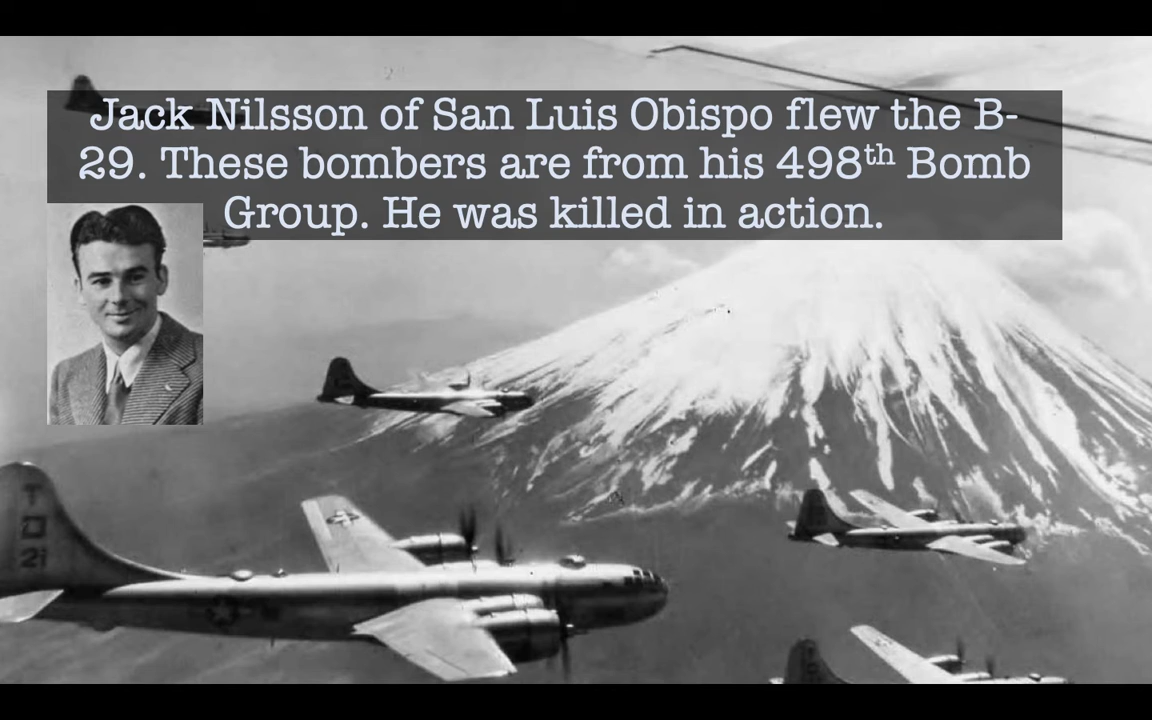 Jack Nilsson of San Luis Obispo flew the B-
29. These bombers are from his 498th Bomb
Group. He was killed in action.
T
21